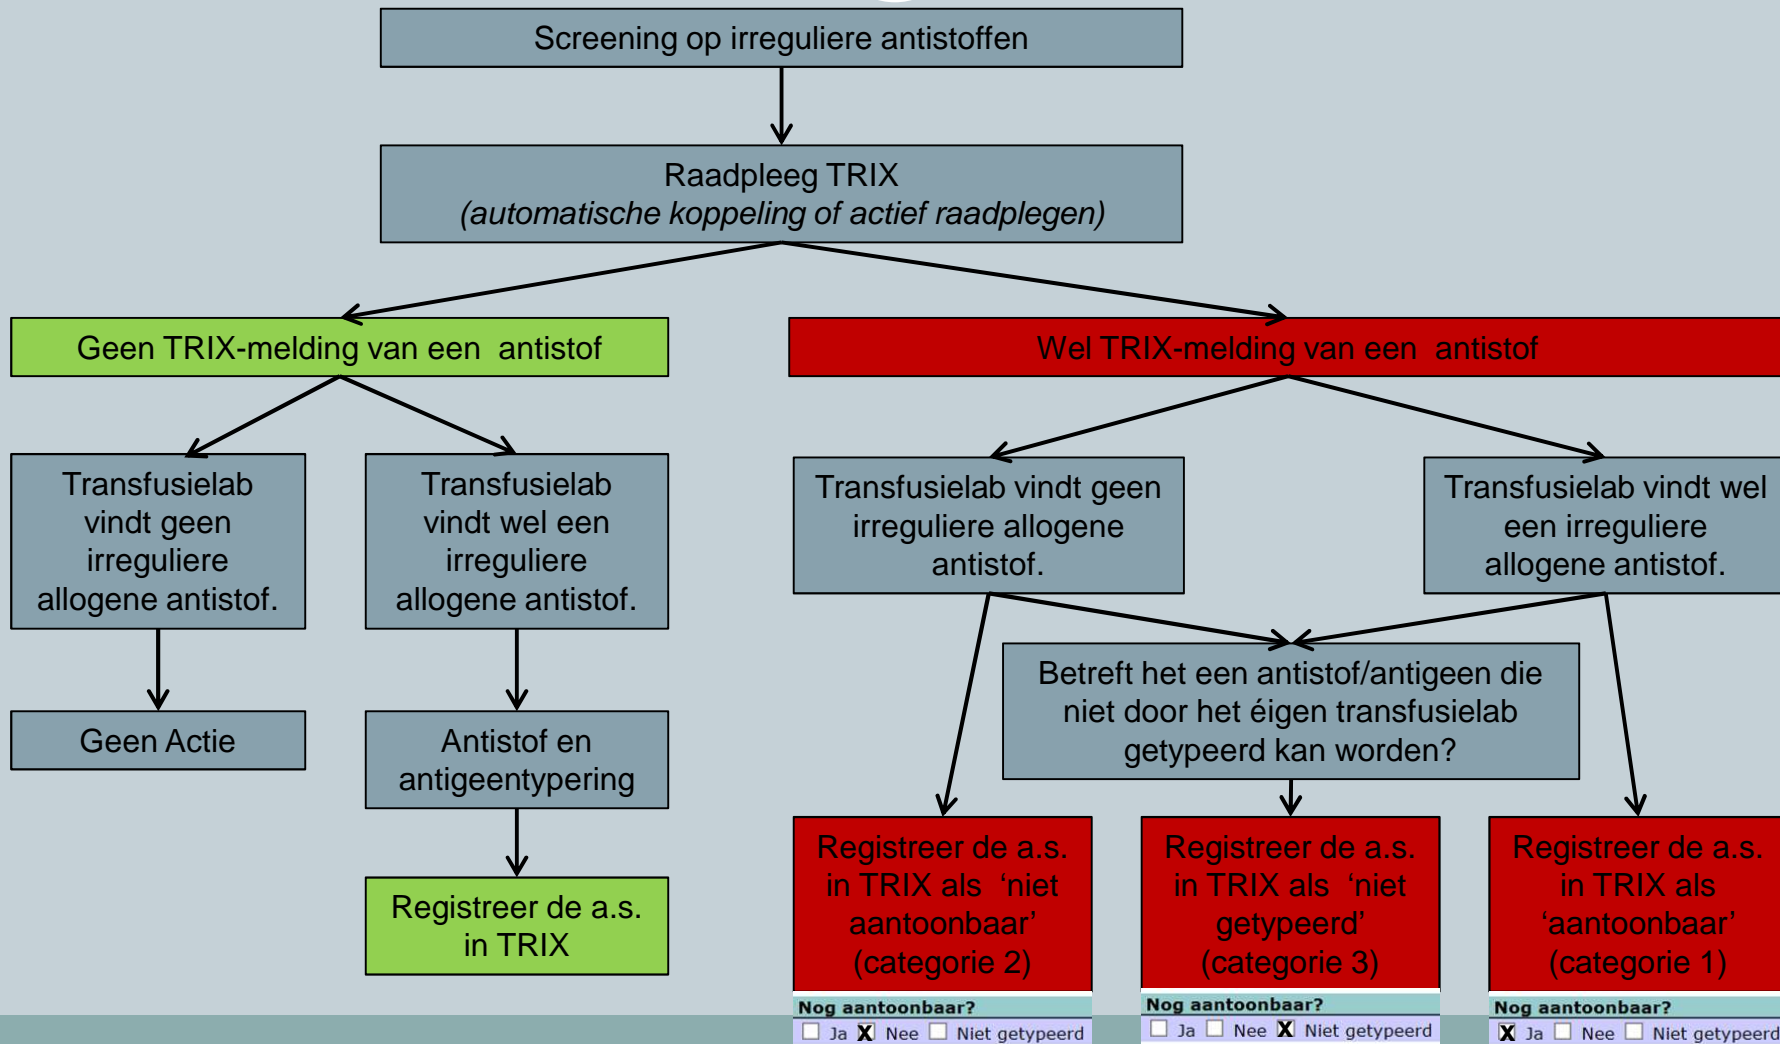 Screening op irreguliere antistoffen
Raadpleeg TRIX
(automatische koppeling of actief raadplegen)
Geen TRIX-melding van een antistof
Wel TRIX-melding van een antistof
Transfusielab
vindt geen
irreguliere
allogene antistof.
Transfusielab
vindt wel een
irreguliere
allogene antistof.
Transfusielab vindt geen
irreguliere allogene
antistof.
Transfusielab vindt wel
een irreguliere
allogene antistof.
Betreft het een antistof/antigeen die
niet door het éigen transfusielab
getypeerd kan worden?
Geen Actie
Antistof en
antigeentypering
Registreer de a.s.
in TRIX
Registreer de a.s.
in TRIX als 'niet
aantoonbaar’
(categorie 2)
Nog aantoonbaar?
Ja X Nee Niet getypeerd
Registreer de a.s.
in TRIX als ‘niet
getypeerd’
(categorie 3)
Nog aantoonbaar?
Ja Nee X Niet getypeerd
Registreer de a.s.
in TRIX als
‘aantoonbaar’
(categorie 1)
Nog aantoonbaar?
X Ja Nee Niet getypeerd